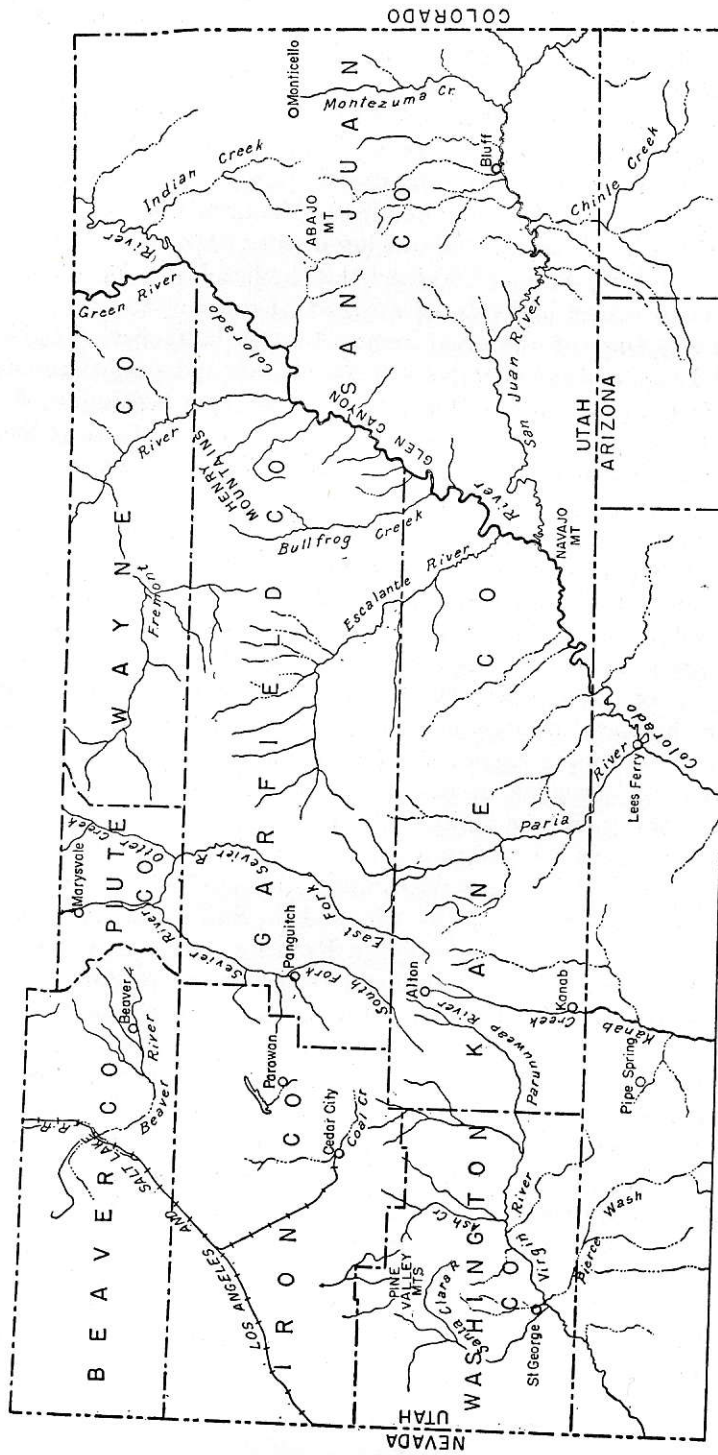 COLORADO
NEVADA
UTAH
UTAH
ARIZONA
BEAVER CO
Beaver
Beaver River
LOS ANGELES AND SALT LAKE R R
IRON CO
Parowan
Cedar City
Coal Cr
PIUTE CO
Marysvale
Otter Creek
Sevier River
WAYNE CO
Fremont River
Green River
Colorado River
Indian Creek
GARFIELD CO
Panguitch
South Fork
East Fork Sevier R
HENRY MOUNTAINS
Bullfrog Creek
Escalante River
GLEN CANYON
SAN JUAN CO
Monticello
ABAJO MT
Montezuma Cr.
Bluff
San Juan River
Chinle Creek
NAVAJO MT
River
WASHINGTON CO
PINE VALLEY MTS
Santa Clara R
Ash Cr
Virgin River
St George
Pierce Wash
KANE CO
Alton
Parunuweap River
Kanab
Kanab Creek
Pipe Spring
Paria River
Lees Ferry
Colorado